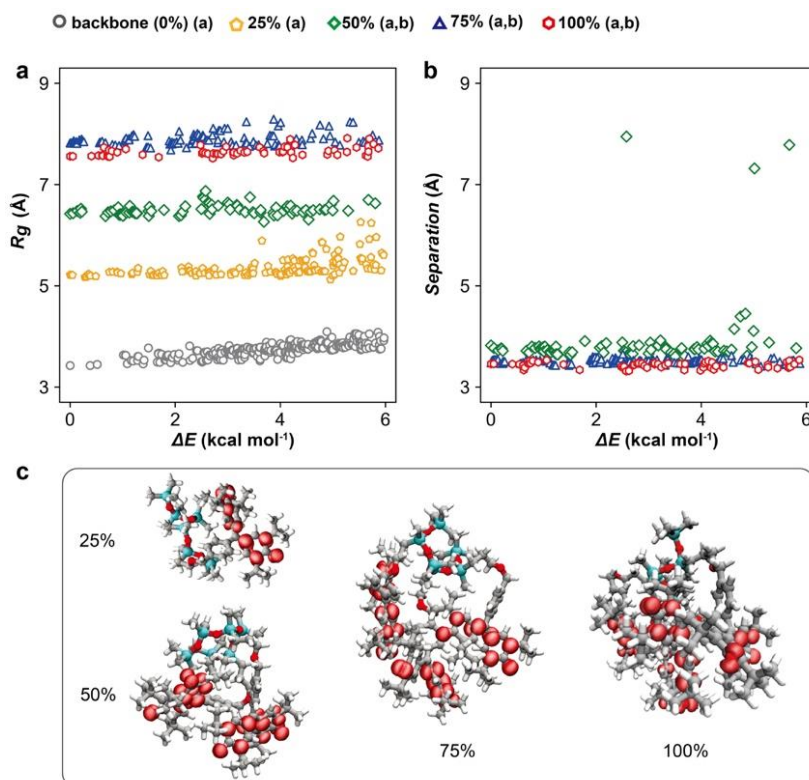 backbone (0%) (a) 25% (a) 50% (a,b) 75% (a,b) 100% (a,b)
a b
9 9
7 7
5 5
3 3
Rg (Å) Separation (Å)
0 2 4 6 0 2 4 6
ΔE (kcal mol⁻¹) ΔE (kcal mol⁻¹)
c
25%
50%
75% 100%